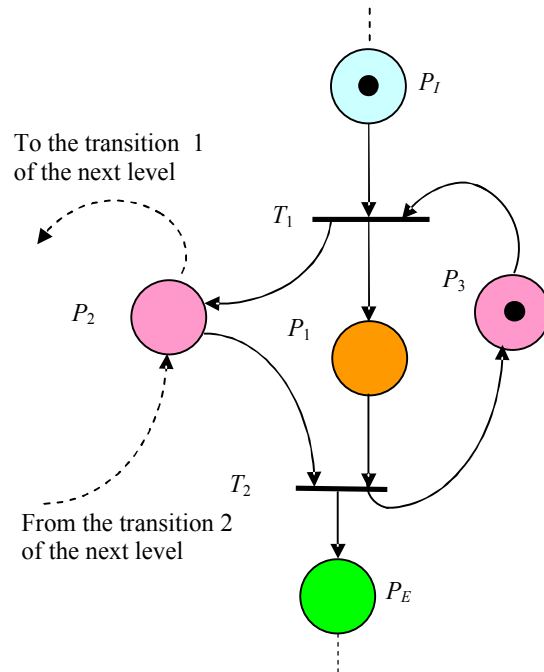 P_I
To the transition 1
of the next level
T_1
P_3
P_2
P_1
T_2
From the transition 2
of the next level
P_E